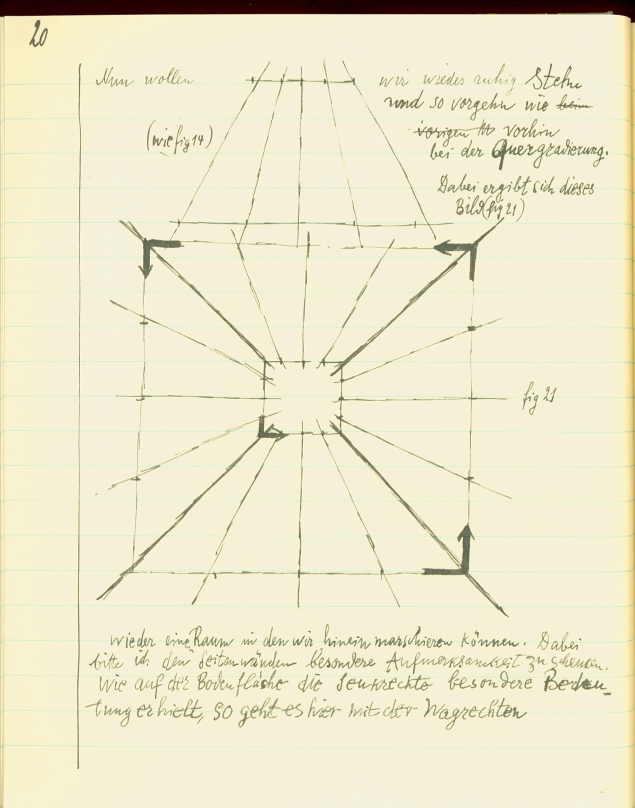 20
Nun wollen wir wieder ruhig Stehn
und so vorgehn wie beim
(wie fig 14)
vorigen vorhin
bei der Quergradierung.
Dabei ergibt sich dieses
Bild (fig 21)
fig 21
wieder eine Raum in den wir hinein marschieren können. Dabei
bitte ich den Seitenwänden besondere Aufmerksamkeit zu schenken.
Wie auf der Bodenfläche die Senkrechte besondere Bedeu-
tung erhielt, so geht es hier mit der Wagrechten